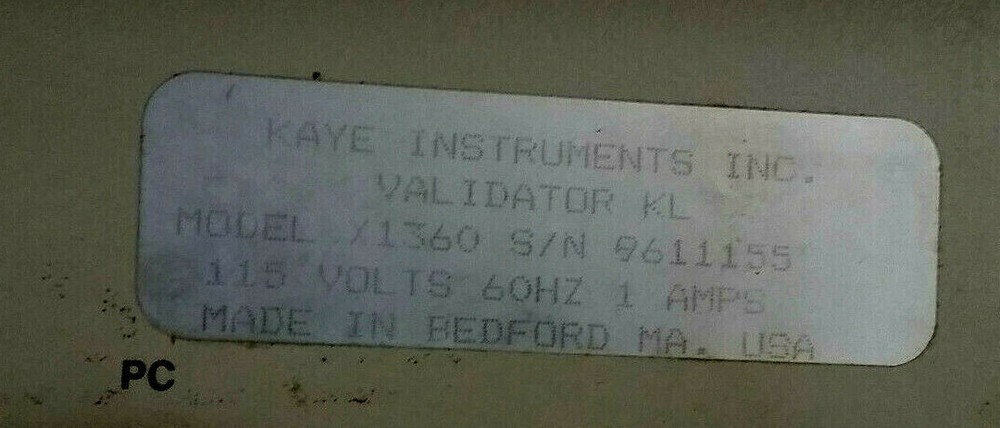 KAYE INSTRUMENTS INC.
VALIDATOR KL
MODEL X1360 S/N 9611155
115 VOLTS 60HZ 1 AMPS
MADE IN BEDFORD MA. USA
PC